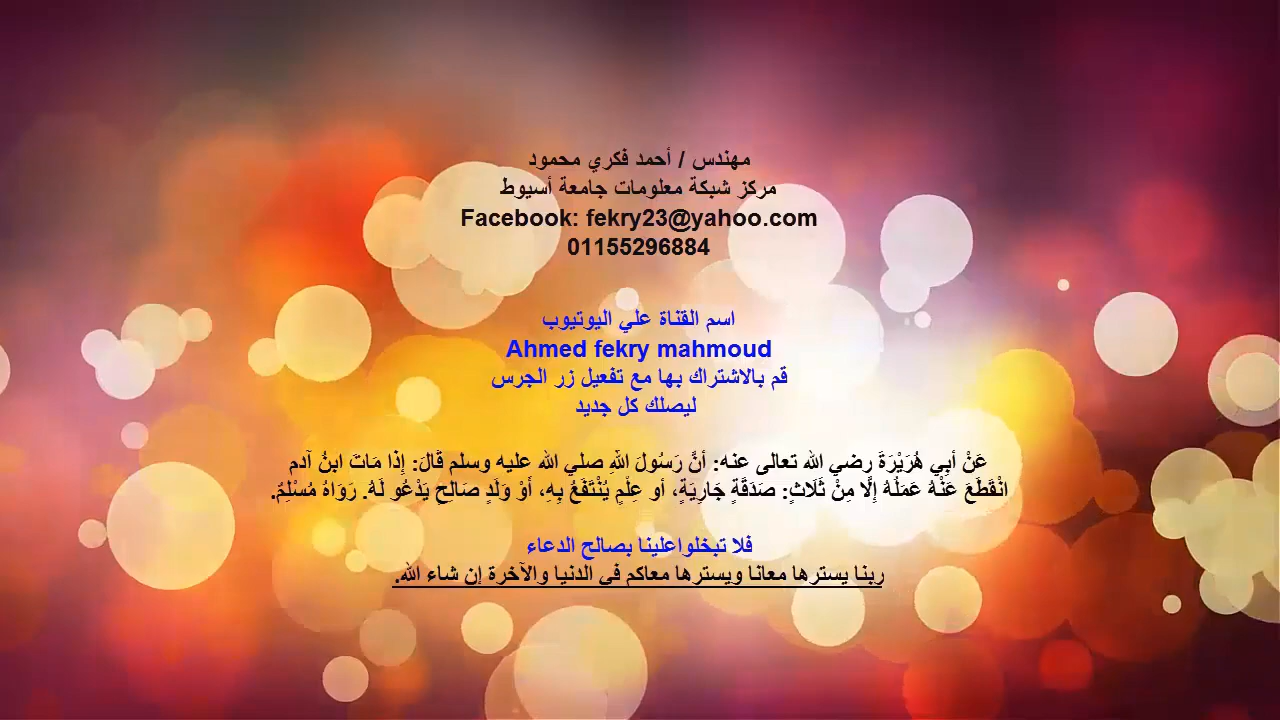 مهندس / أحمد فكري محمود
مركز شبكة معلومات جامعة أسيوط
Facebook: fekry23@yahoo.com
01155296884
اسم القناة علي اليوتيوب
Ahmed fekry mahmoud
قم بالاشتراك بها مع تفعيل زر الجرس
ليصلك كل جديد
عَنْ أَبِي هُرَيْرَةَ رضي الله تعالى عنه: أنَّ رَسُولَ اللهِ صلي الله عليه وسلم قَالَ: إِذَا مَاتَ ابنُ آدم
انْقَطَعَ عَنْهُ عَمَلُهُ إِلَّا مِنْ ثَلَاثٍ: صَدَقَةٍ جَارِيَةٍ، أو عِلْمٍ يُنْتَفَعُ بِهِ، أَوْ وَلَدٍ صَالِحٍ يَدْعُو لَهُ. رَوَاهُ مُسْلِمٌ.
فلا تبخلواعلينا بصالح الدعاء
ربنا يسترها معانا ويسترها معاكم في الدنيا والآخرة إن شاء الله.